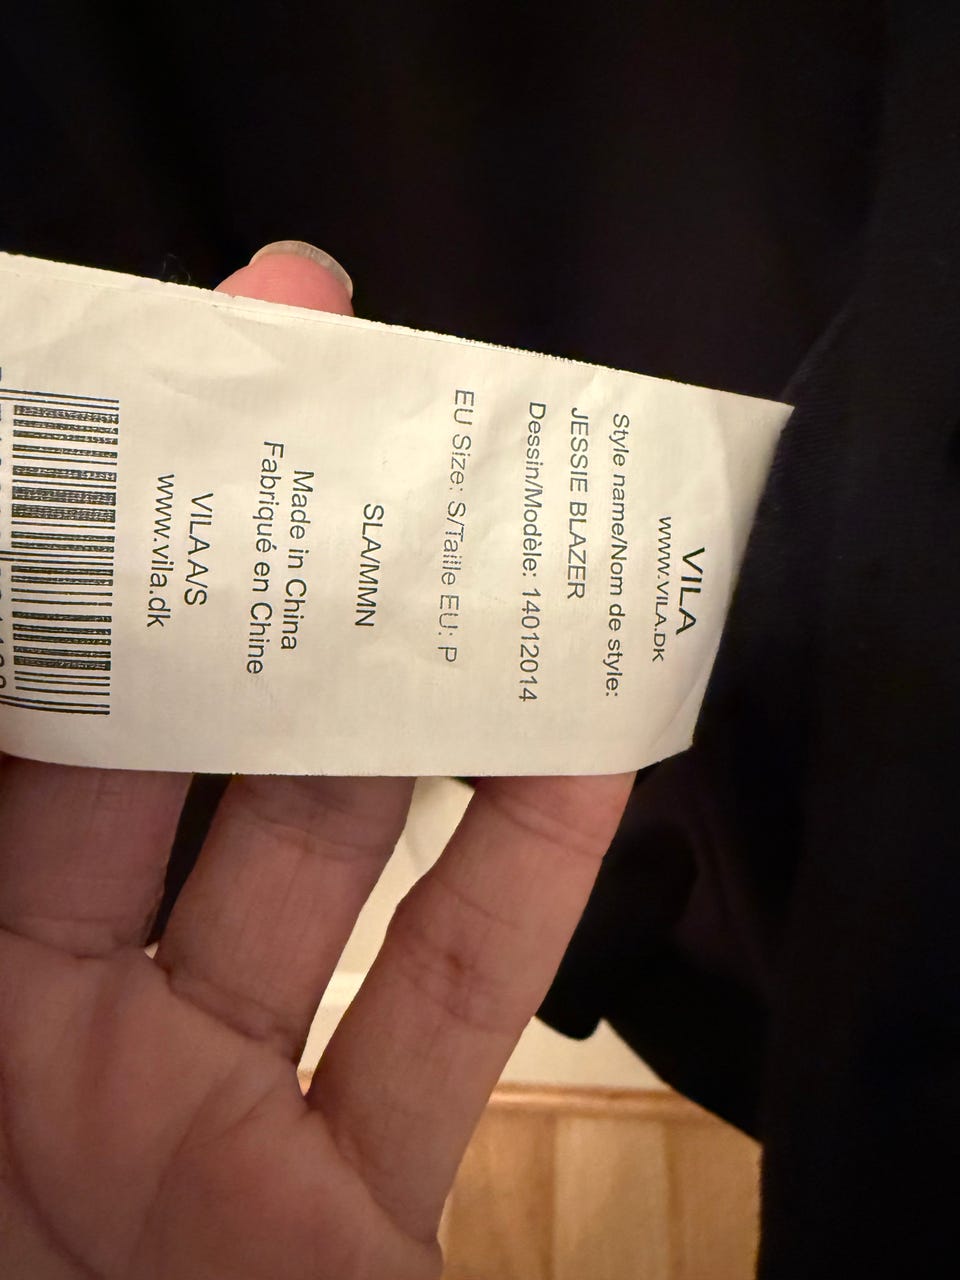 VILA
WWW.VILA.DK
Style name/Nom de style:
JESSIE BLAZER
Dessin/Modèle: 14012014
EU Size: S/Taille EU: P
SLA/MMN
Made in China
Fabriqué en Chine
VILA A/S
www.vila.dk